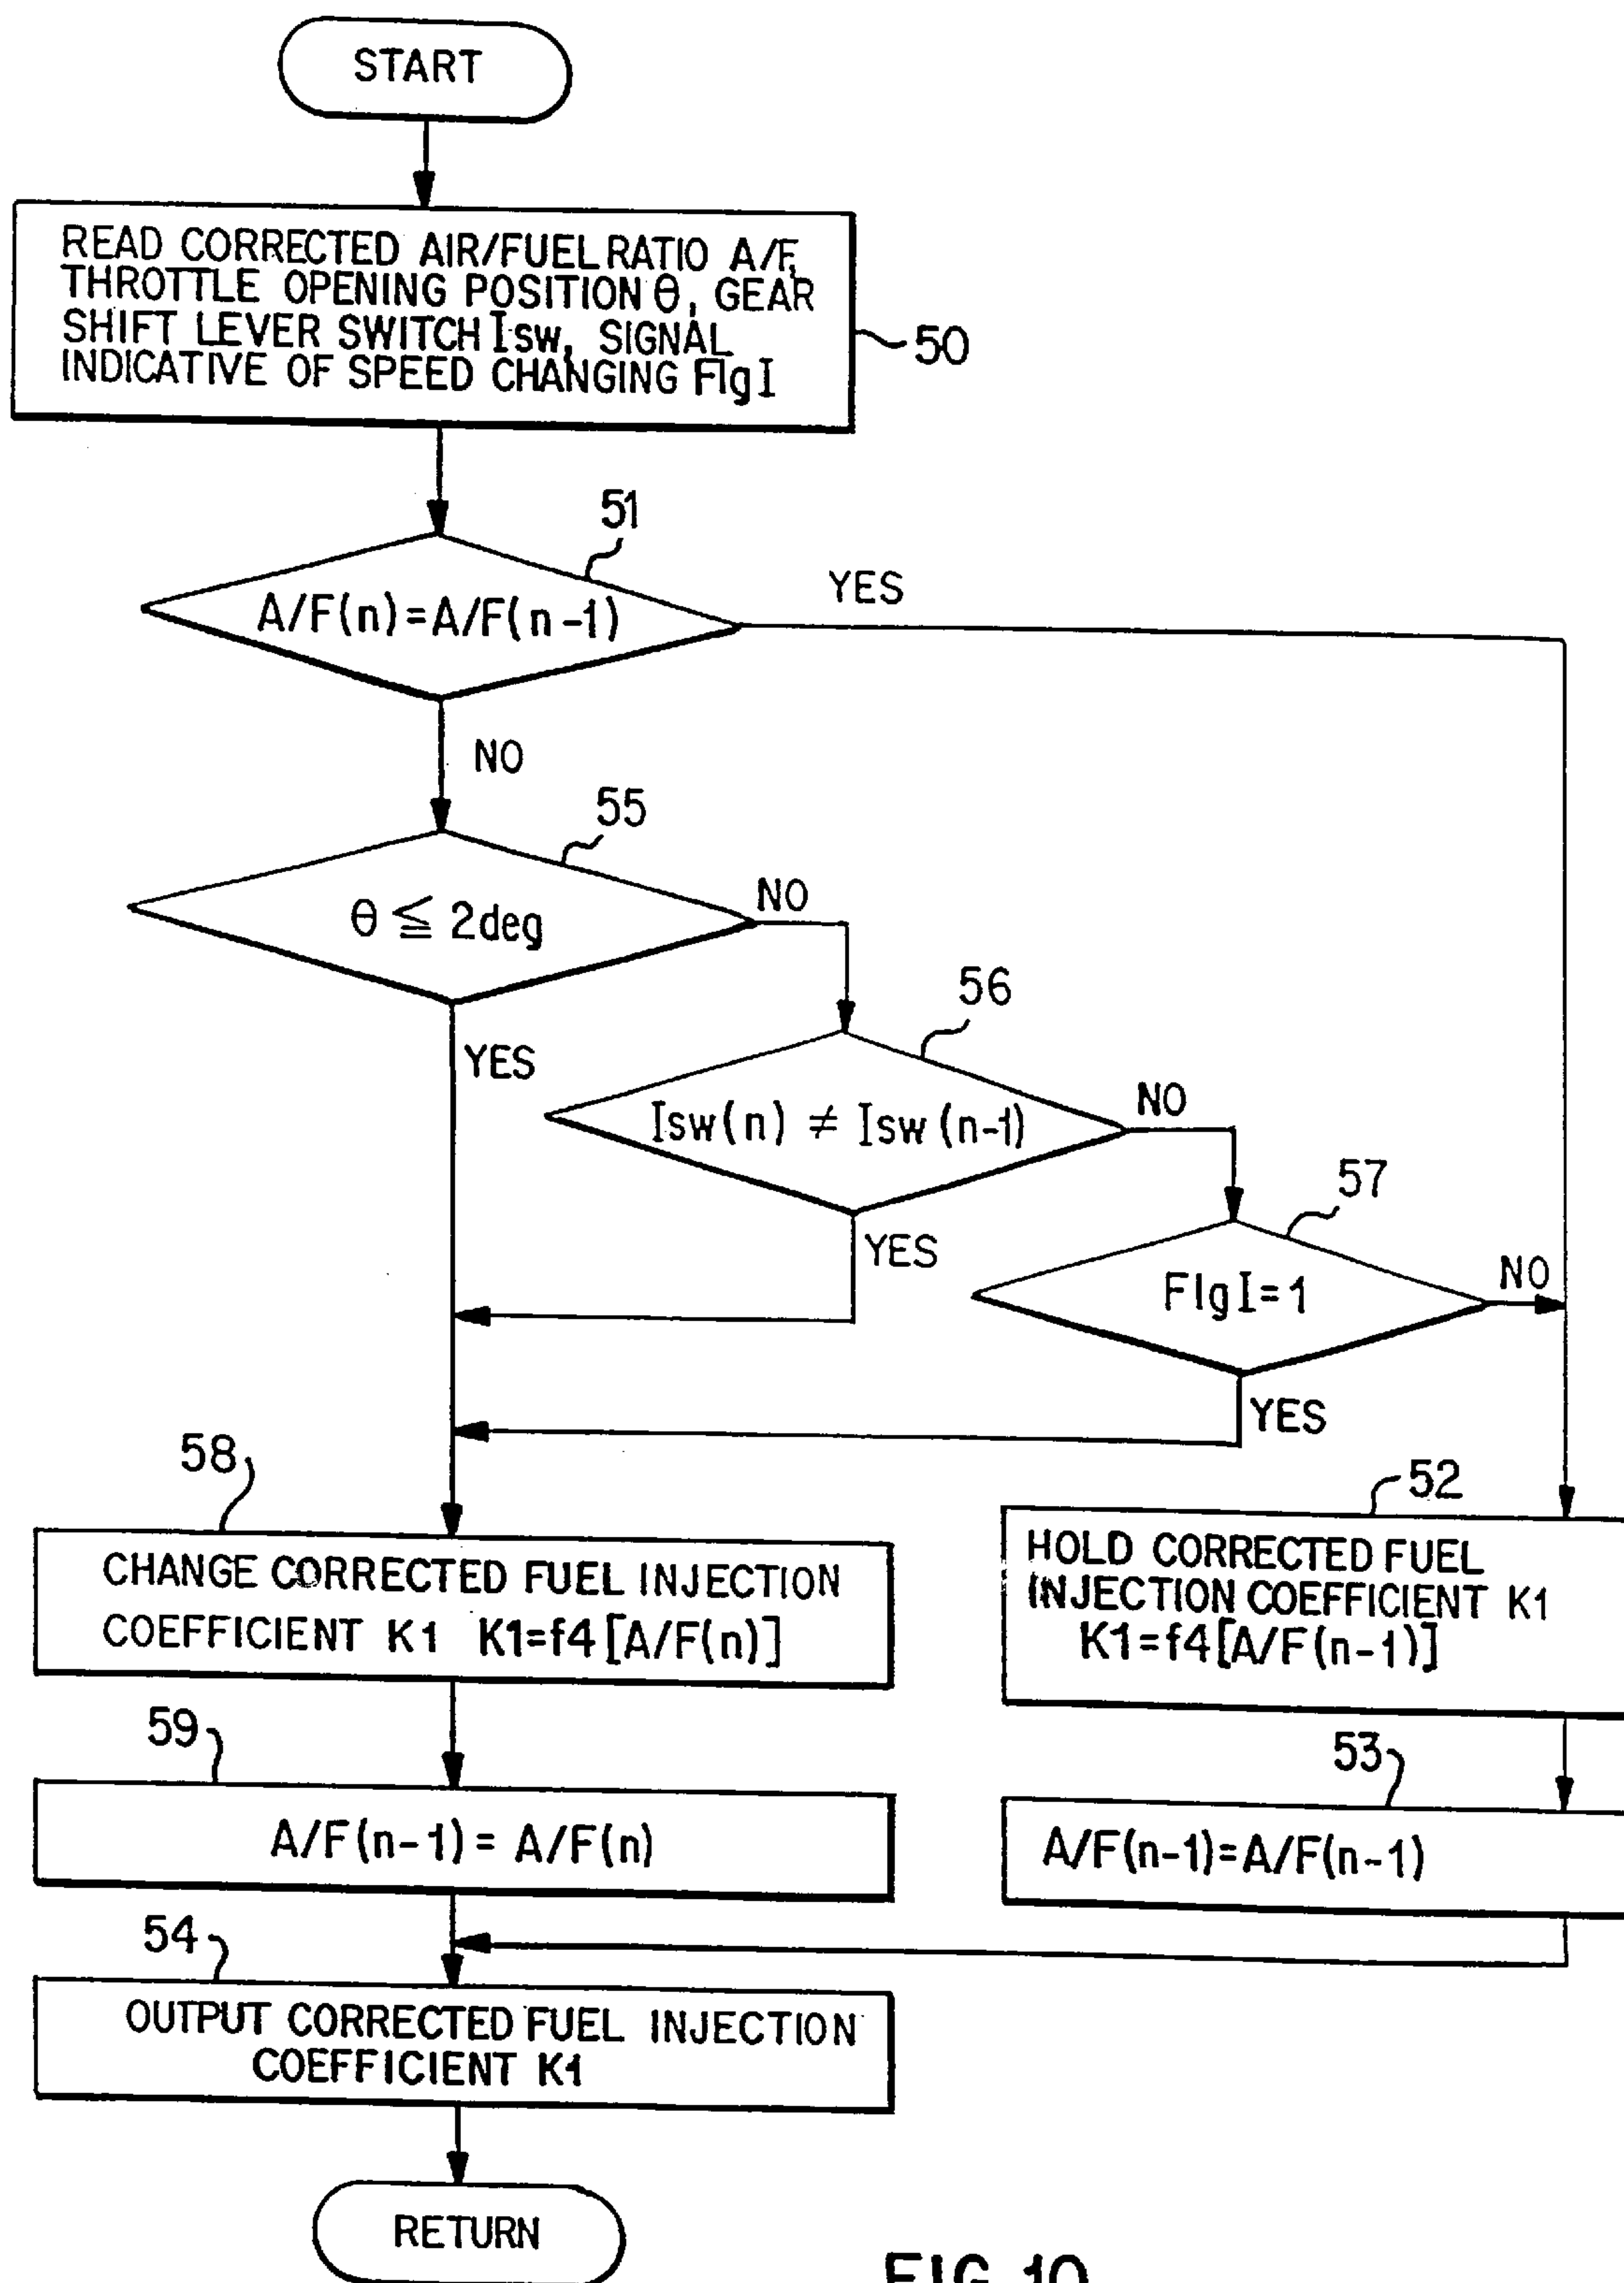 START
READ CORRECTED AIR/FUEL RATIO A/F,
THROTTLE OPENING POSITION θ, GEAR
SHIFT LEVER SWITCH Isw, SIGNAL
INDICATIVE OF SPEED CHANGING FlgI
50
51
A/F(n)=A/F(n-1)
YES
NO
55
θ ≦ 2deg
NO
YES
56
Isw(n) ≠ Isw(n-1)
NO
YES
57
FlgI=1
NO
YES
58
CHANGE CORRECTED FUEL INJECTION
COEFFICIENT K1 K1=f4[A/F(n)]
52
HOLD CORRECTED FUEL
INJECTION COEFFICIENT K1
K1=f4[A/F(n-1)]
59
A/F(n-1)= A/F(n)
53
A/F(n-1)=A/F(n-1)
54
OUTPUT CORRECTED FUEL INJECTION
COEFFICIENT K1
RETURN
FIG. 10